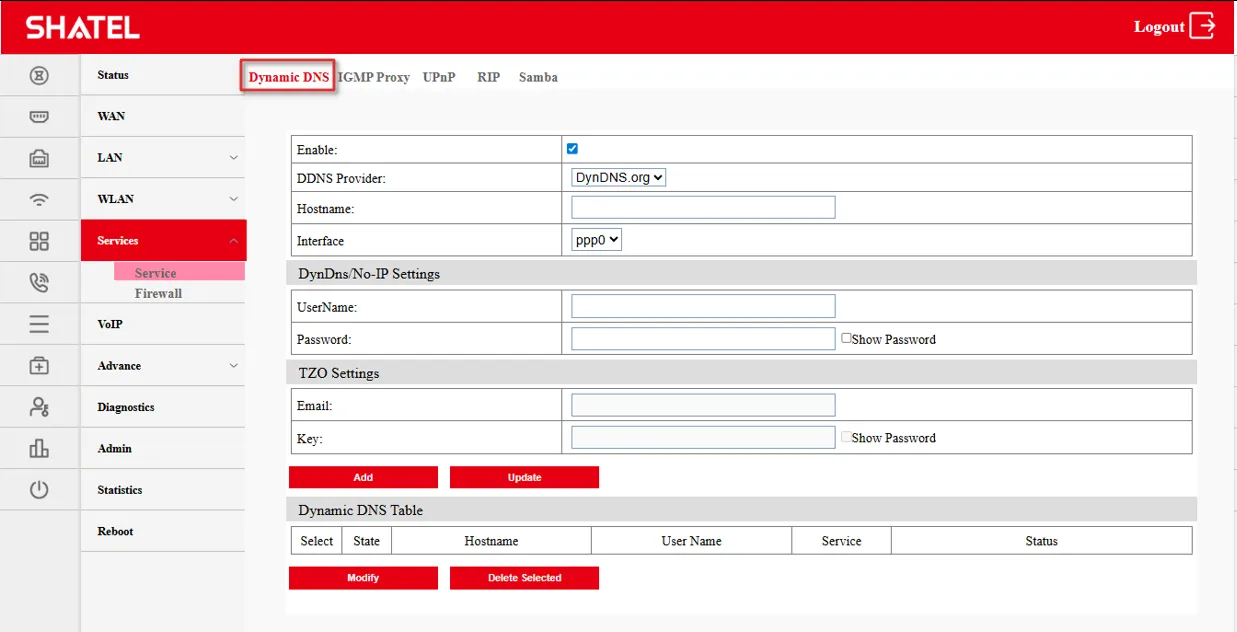 SHATEL
Logout
Status
WAN
LAN
WLAN
Services
Service
Firewall
VoIP
Advance
Diagnostics
Admin
Statistics
Reboot
Dynamic DNS IGMP Proxy UPnP RIP Samba
Enable:
DDNS Provider: DynDNS.org
Hostname:
Interface ppp0
DynDns/No-IP Settings
UserName:
Password: Show Password
TZO Settings
Email:
Key: Show Password
Add Update
Dynamic DNS Table
Select State Hostname User Name Service Status
Modify Delete Selected